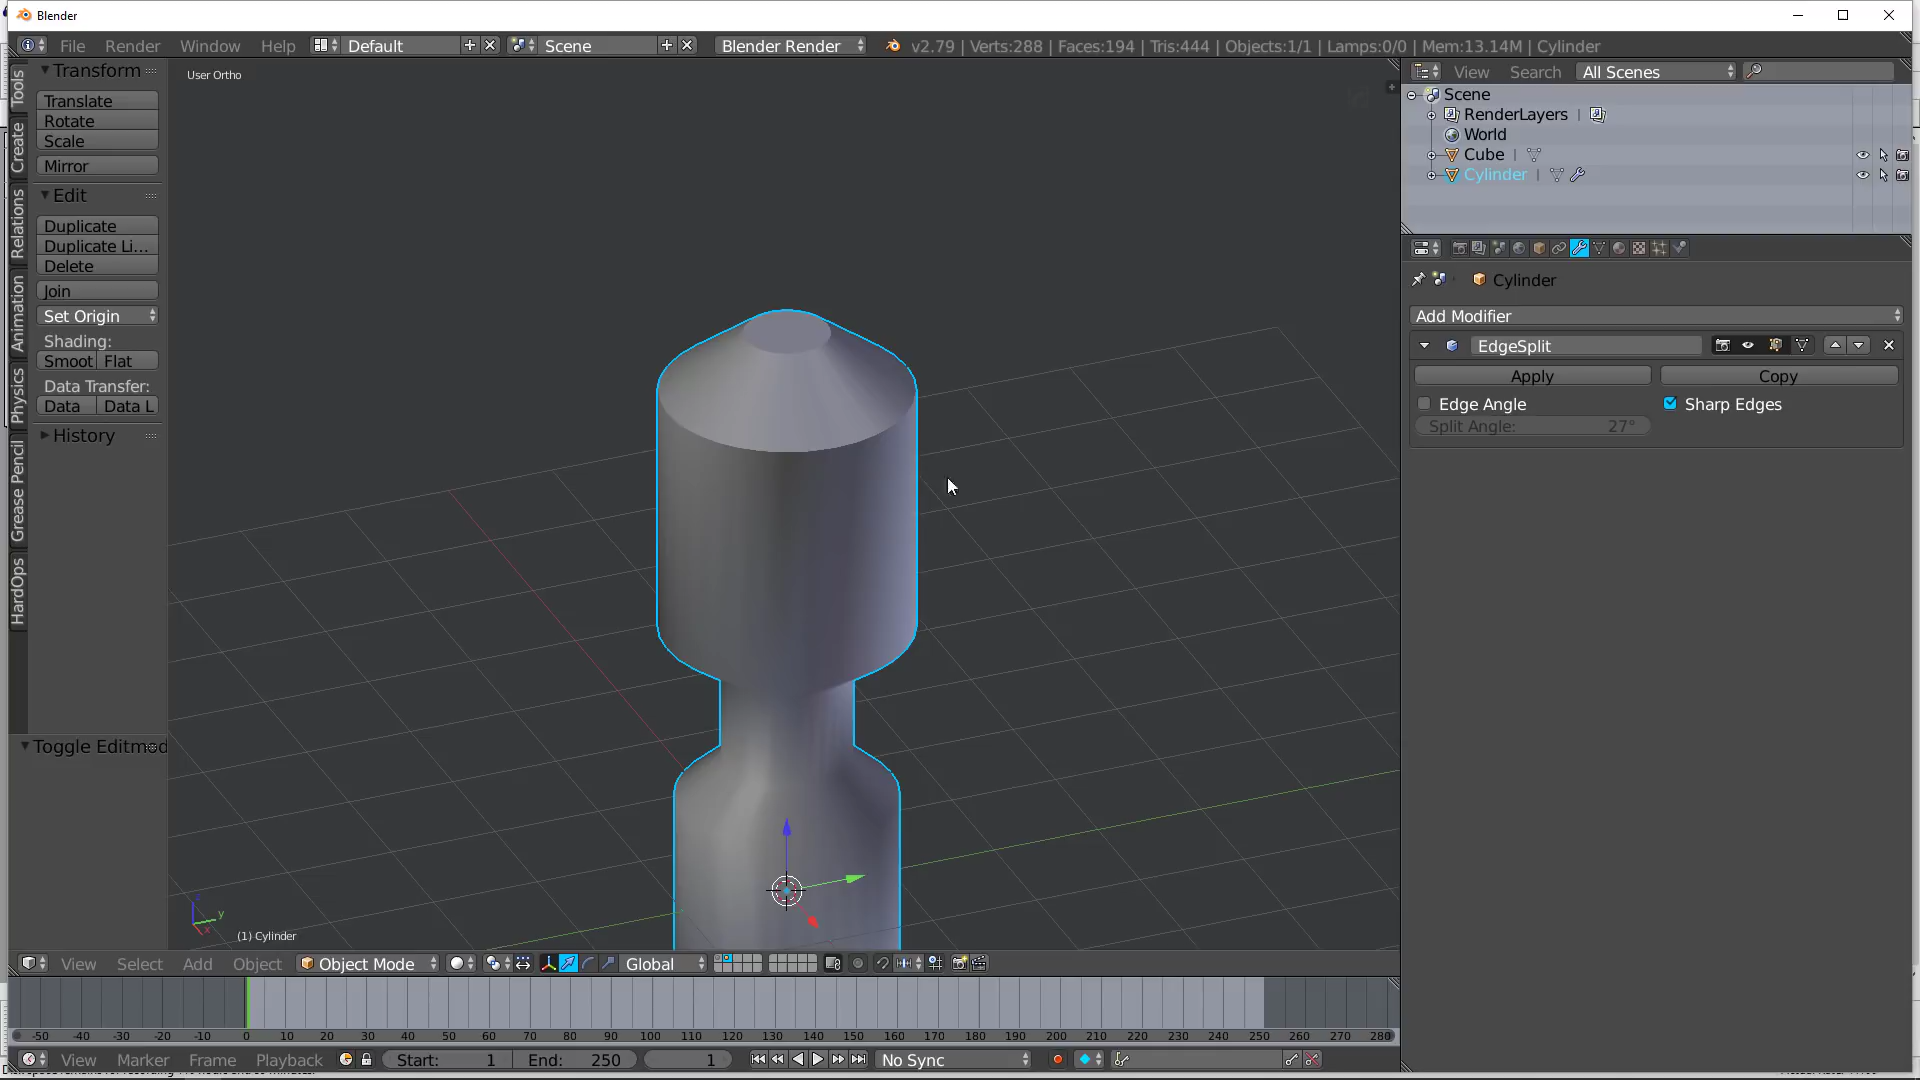 Blender
File Render Window Help Default Scene Blender Render v2.79 | Verts:288 | Faces:194 | Tris:444 | Objects:1/1 | Lamps:0/0 | Mem:13.14M | Cylinder
Transform
Translate
Rotate
Scale
Mirror
Edit
Duplicate
Duplicate Li...
Delete
Join
Set Origin
Shading:
Smoot Flat
Data Transfer:
Data Data L
History
Toggle Editmod
Tools
Create
Relations
Animation
Physics
Grease Pencil
HardOps
User Ortho
z
y
x
(1) Cylinder
View Select Add Object Object Mode Global
-50 -40 -30 -20 -10 0 10 20 30 40 50 60 70 80 90 100 110 120 130 140 150 160 170 180 190 200 210 220 230 240 250 260 270 280
View Marker Frame Playback Start: 1 End: 250 1 No Sync
View Search All Scenes
Scene
RenderLayers |
World
Cube |
Cylinder |
Cylinder
Add Modifier
EdgeSplit
Apply Copy
Edge Angle Sharp Edges
Split Angle: 27°